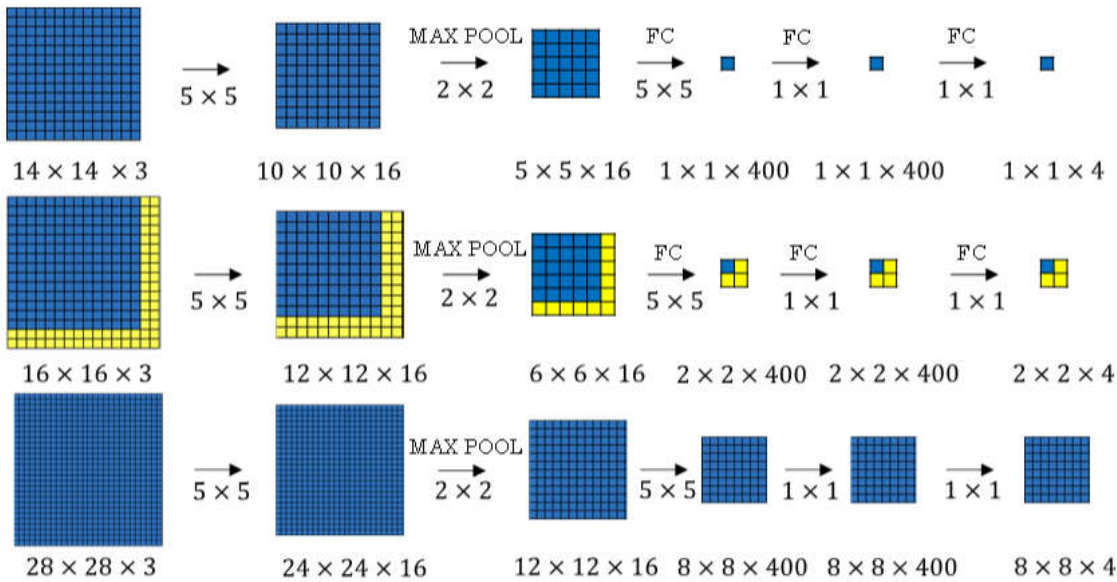 MAX POOL FC FC FC
5 × 5 2 × 2 5 × 5 1 × 1 1 × 1
14 × 14 × 3 10 × 10 × 16 5 × 5 × 16 1 × 1 × 400 1 × 1 × 400 1 × 1 × 4
MAX POOL FC FC FC
5 × 5 2 × 2 5 × 5 1 × 1 1 × 1
16 × 16 × 3 12 × 12 × 16 6 × 6 × 16 2 × 2 × 400 2 × 2 × 400 2 × 2 × 4
MAX POOL
5 × 5 2 × 2 5 × 5 1 × 1 1 × 1
28 × 28 × 3 24 × 24 × 16 12 × 12 × 16 8 × 8 × 400 8 × 8 × 400 8 × 8 × 4